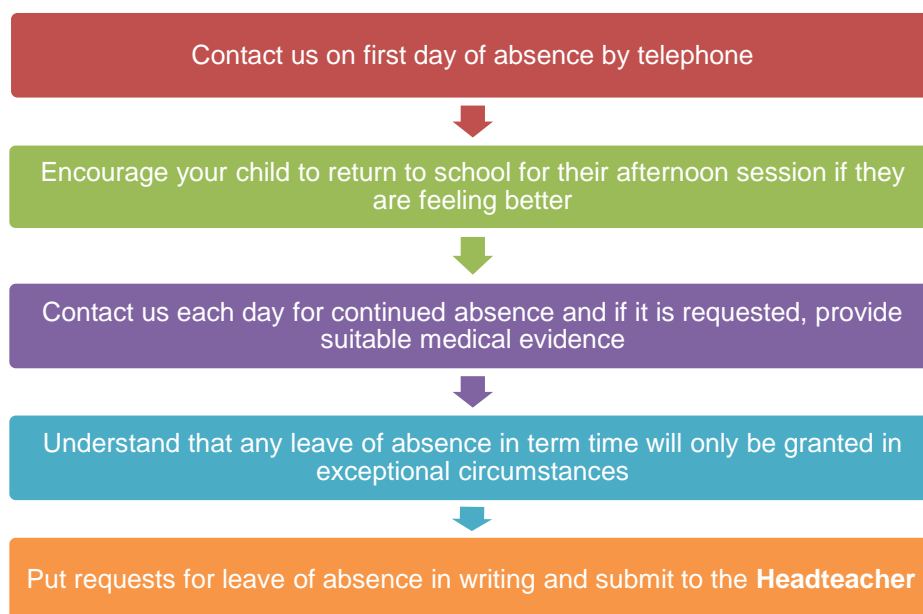 Contact us on first day of absence by telephone
Encourage your child to return to school for their afternoon session if they
are feeling better
Contact us each day for continued absence and if it is requested, provide
suitable medical evidence
Understand that any leave of absence in term time will only be granted in
exceptional circumstances
Put requests for leave of absence in writing and submit to the Headteacher